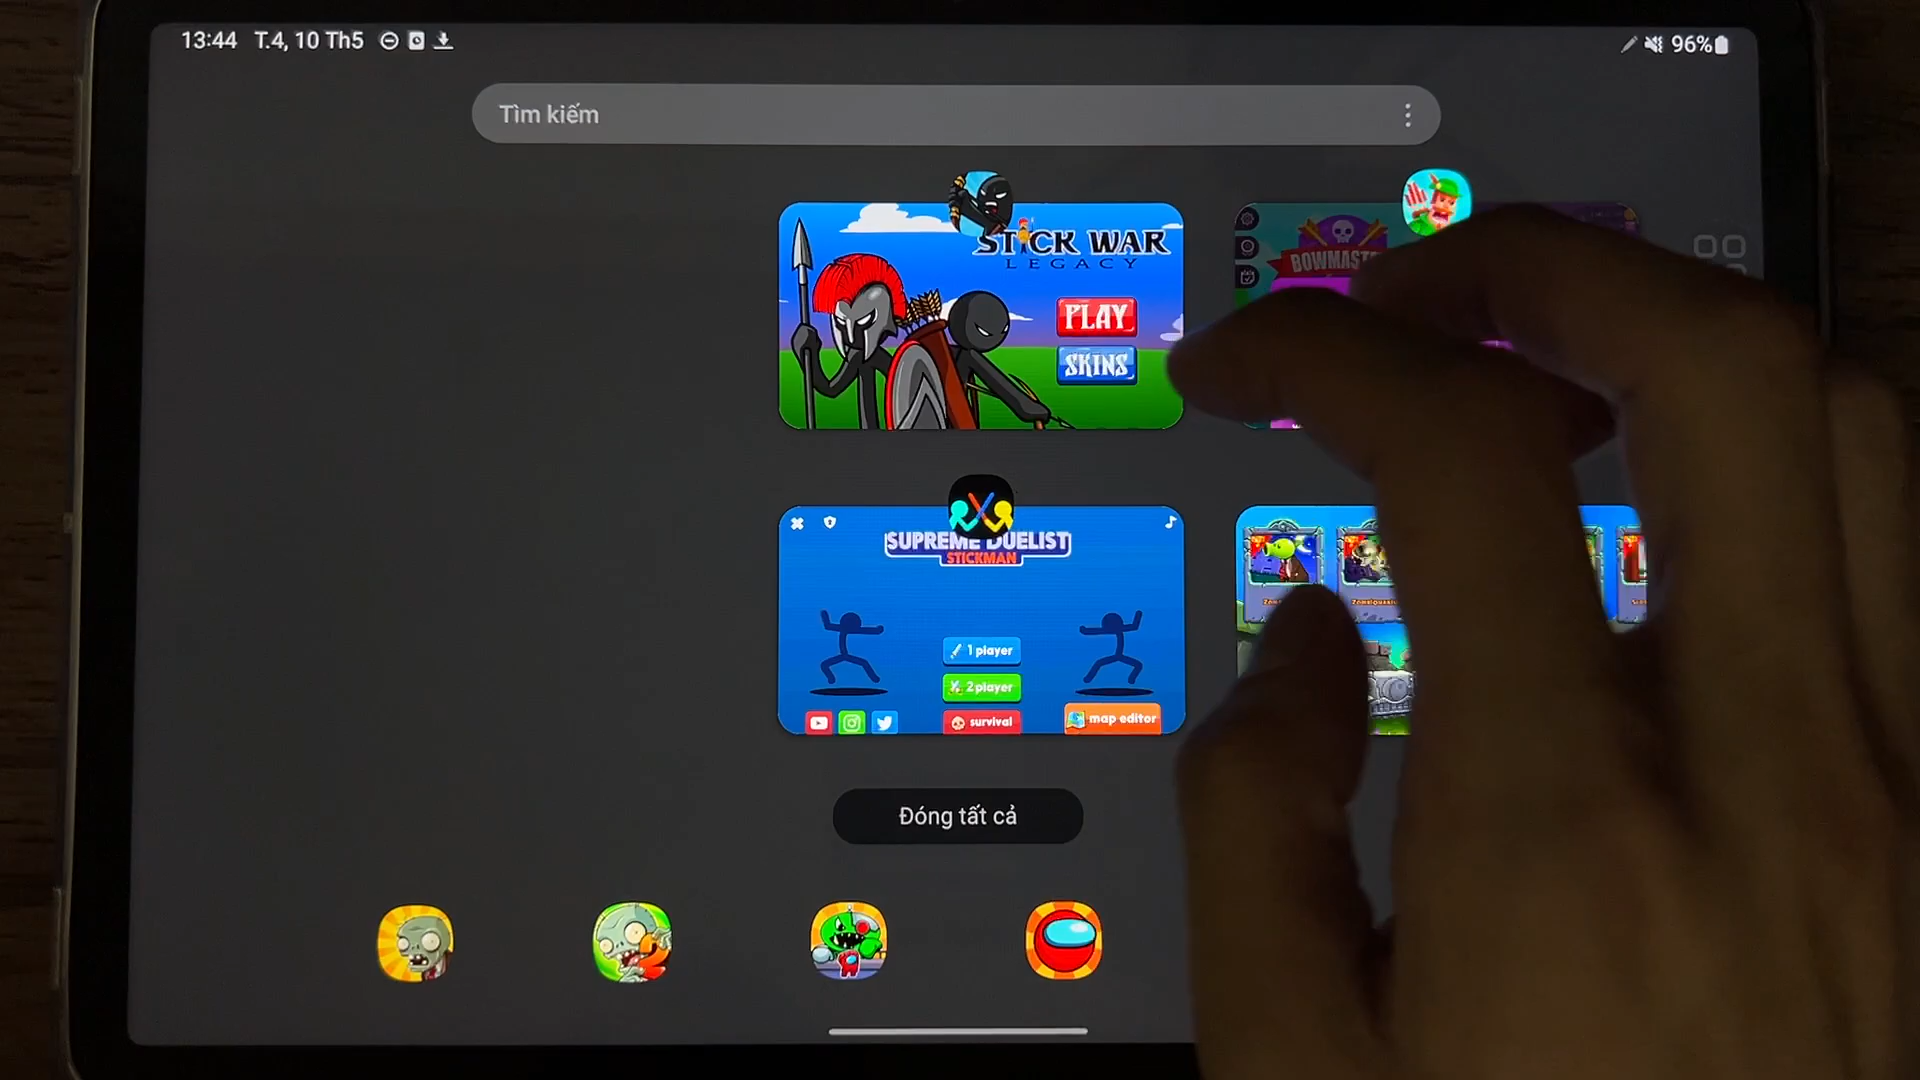 13:44 T.4, 10 Th5
96%
Tìm kiếm
STICK WAR
LEGACY
PLAY
SKINS
SUPREME DUELIST
STICKMAN
1 player
2 player
survival
map editor
Đóng tất cả